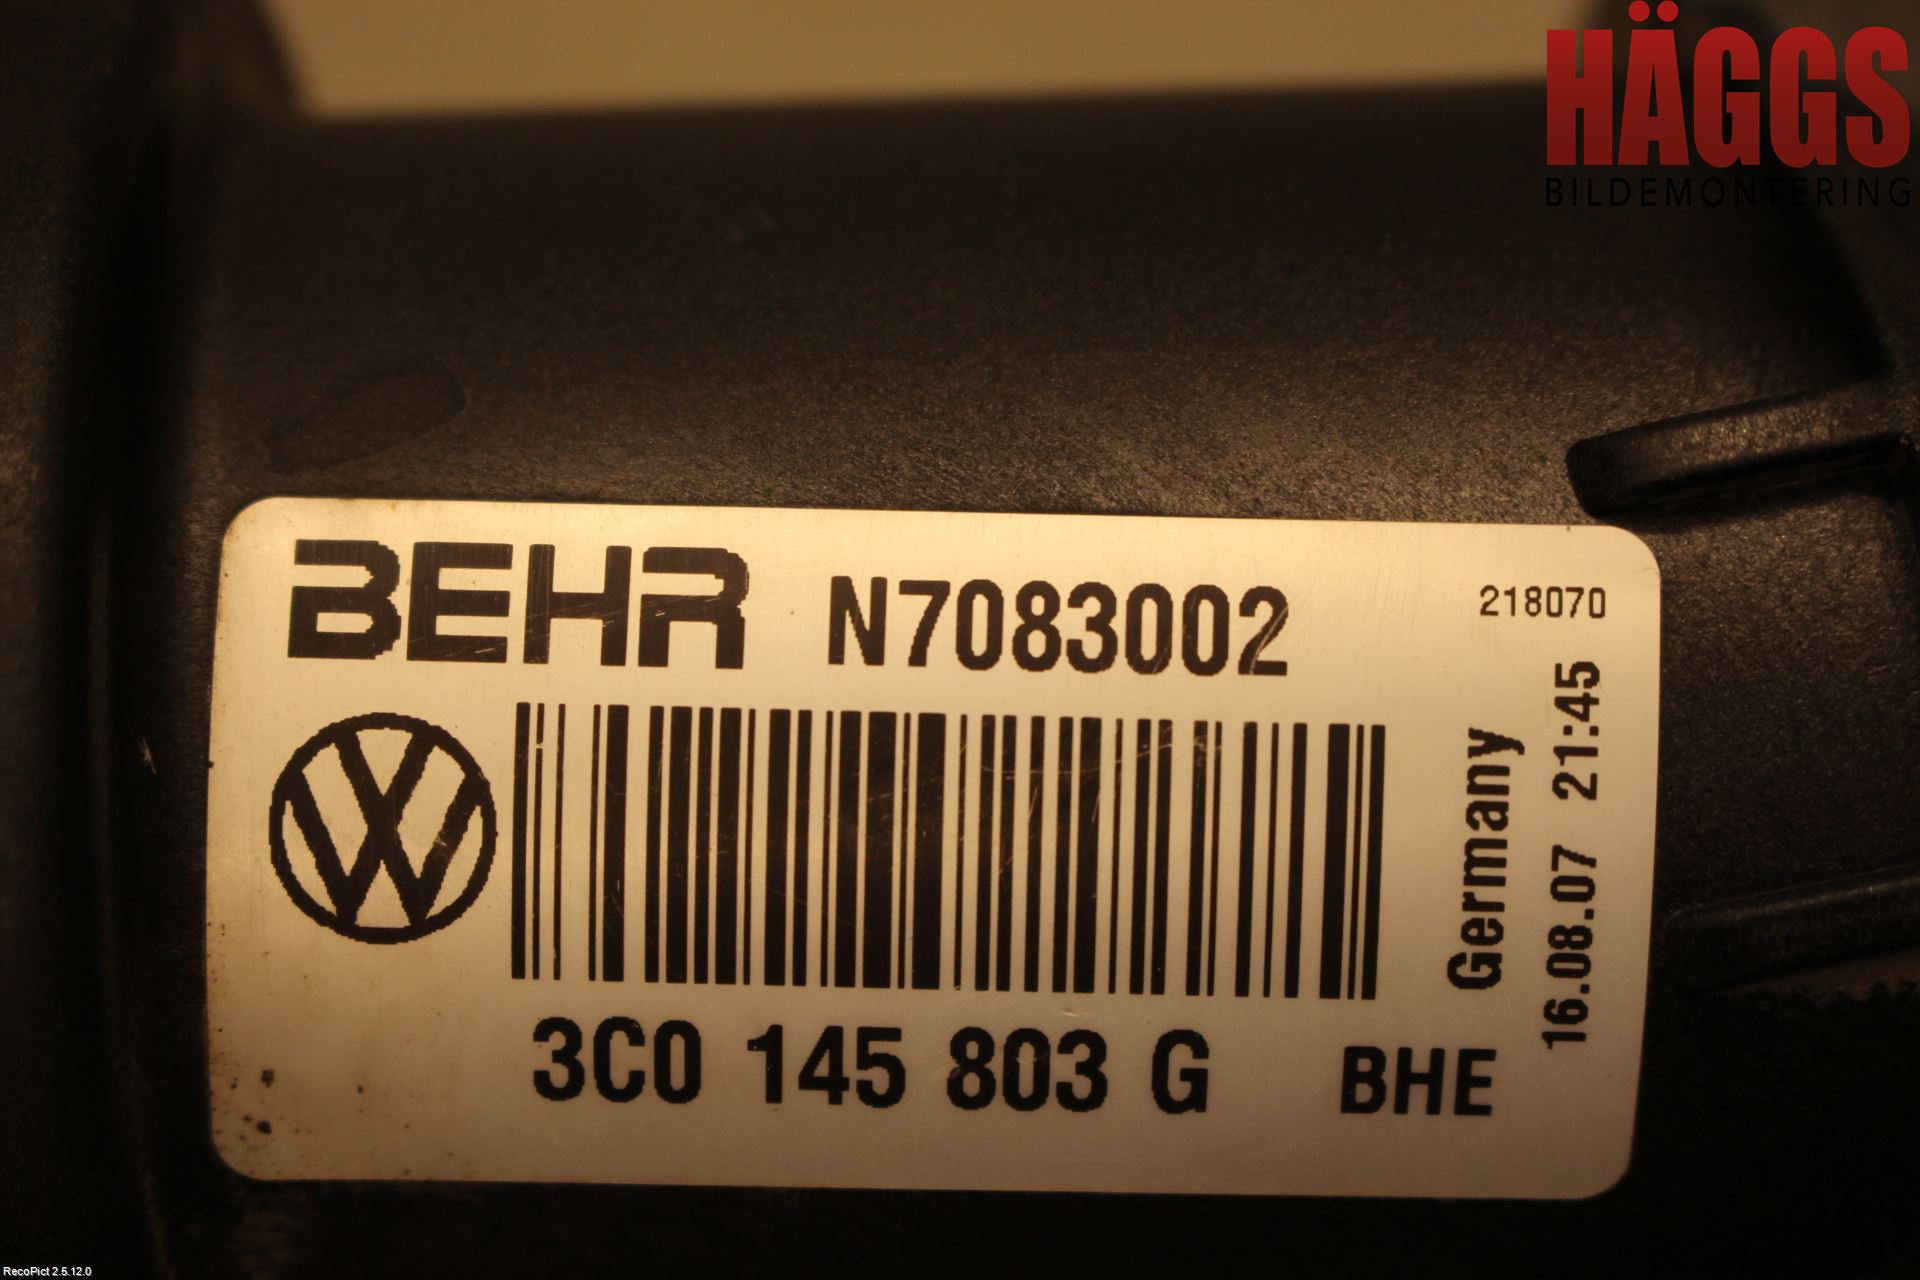 HÄGGS
BILDEMONTERING
BEHR N7083002
218070
Germany
16.08.07 21:45
3C0 145 803 G BHE
RecoPict 2.5.12.0